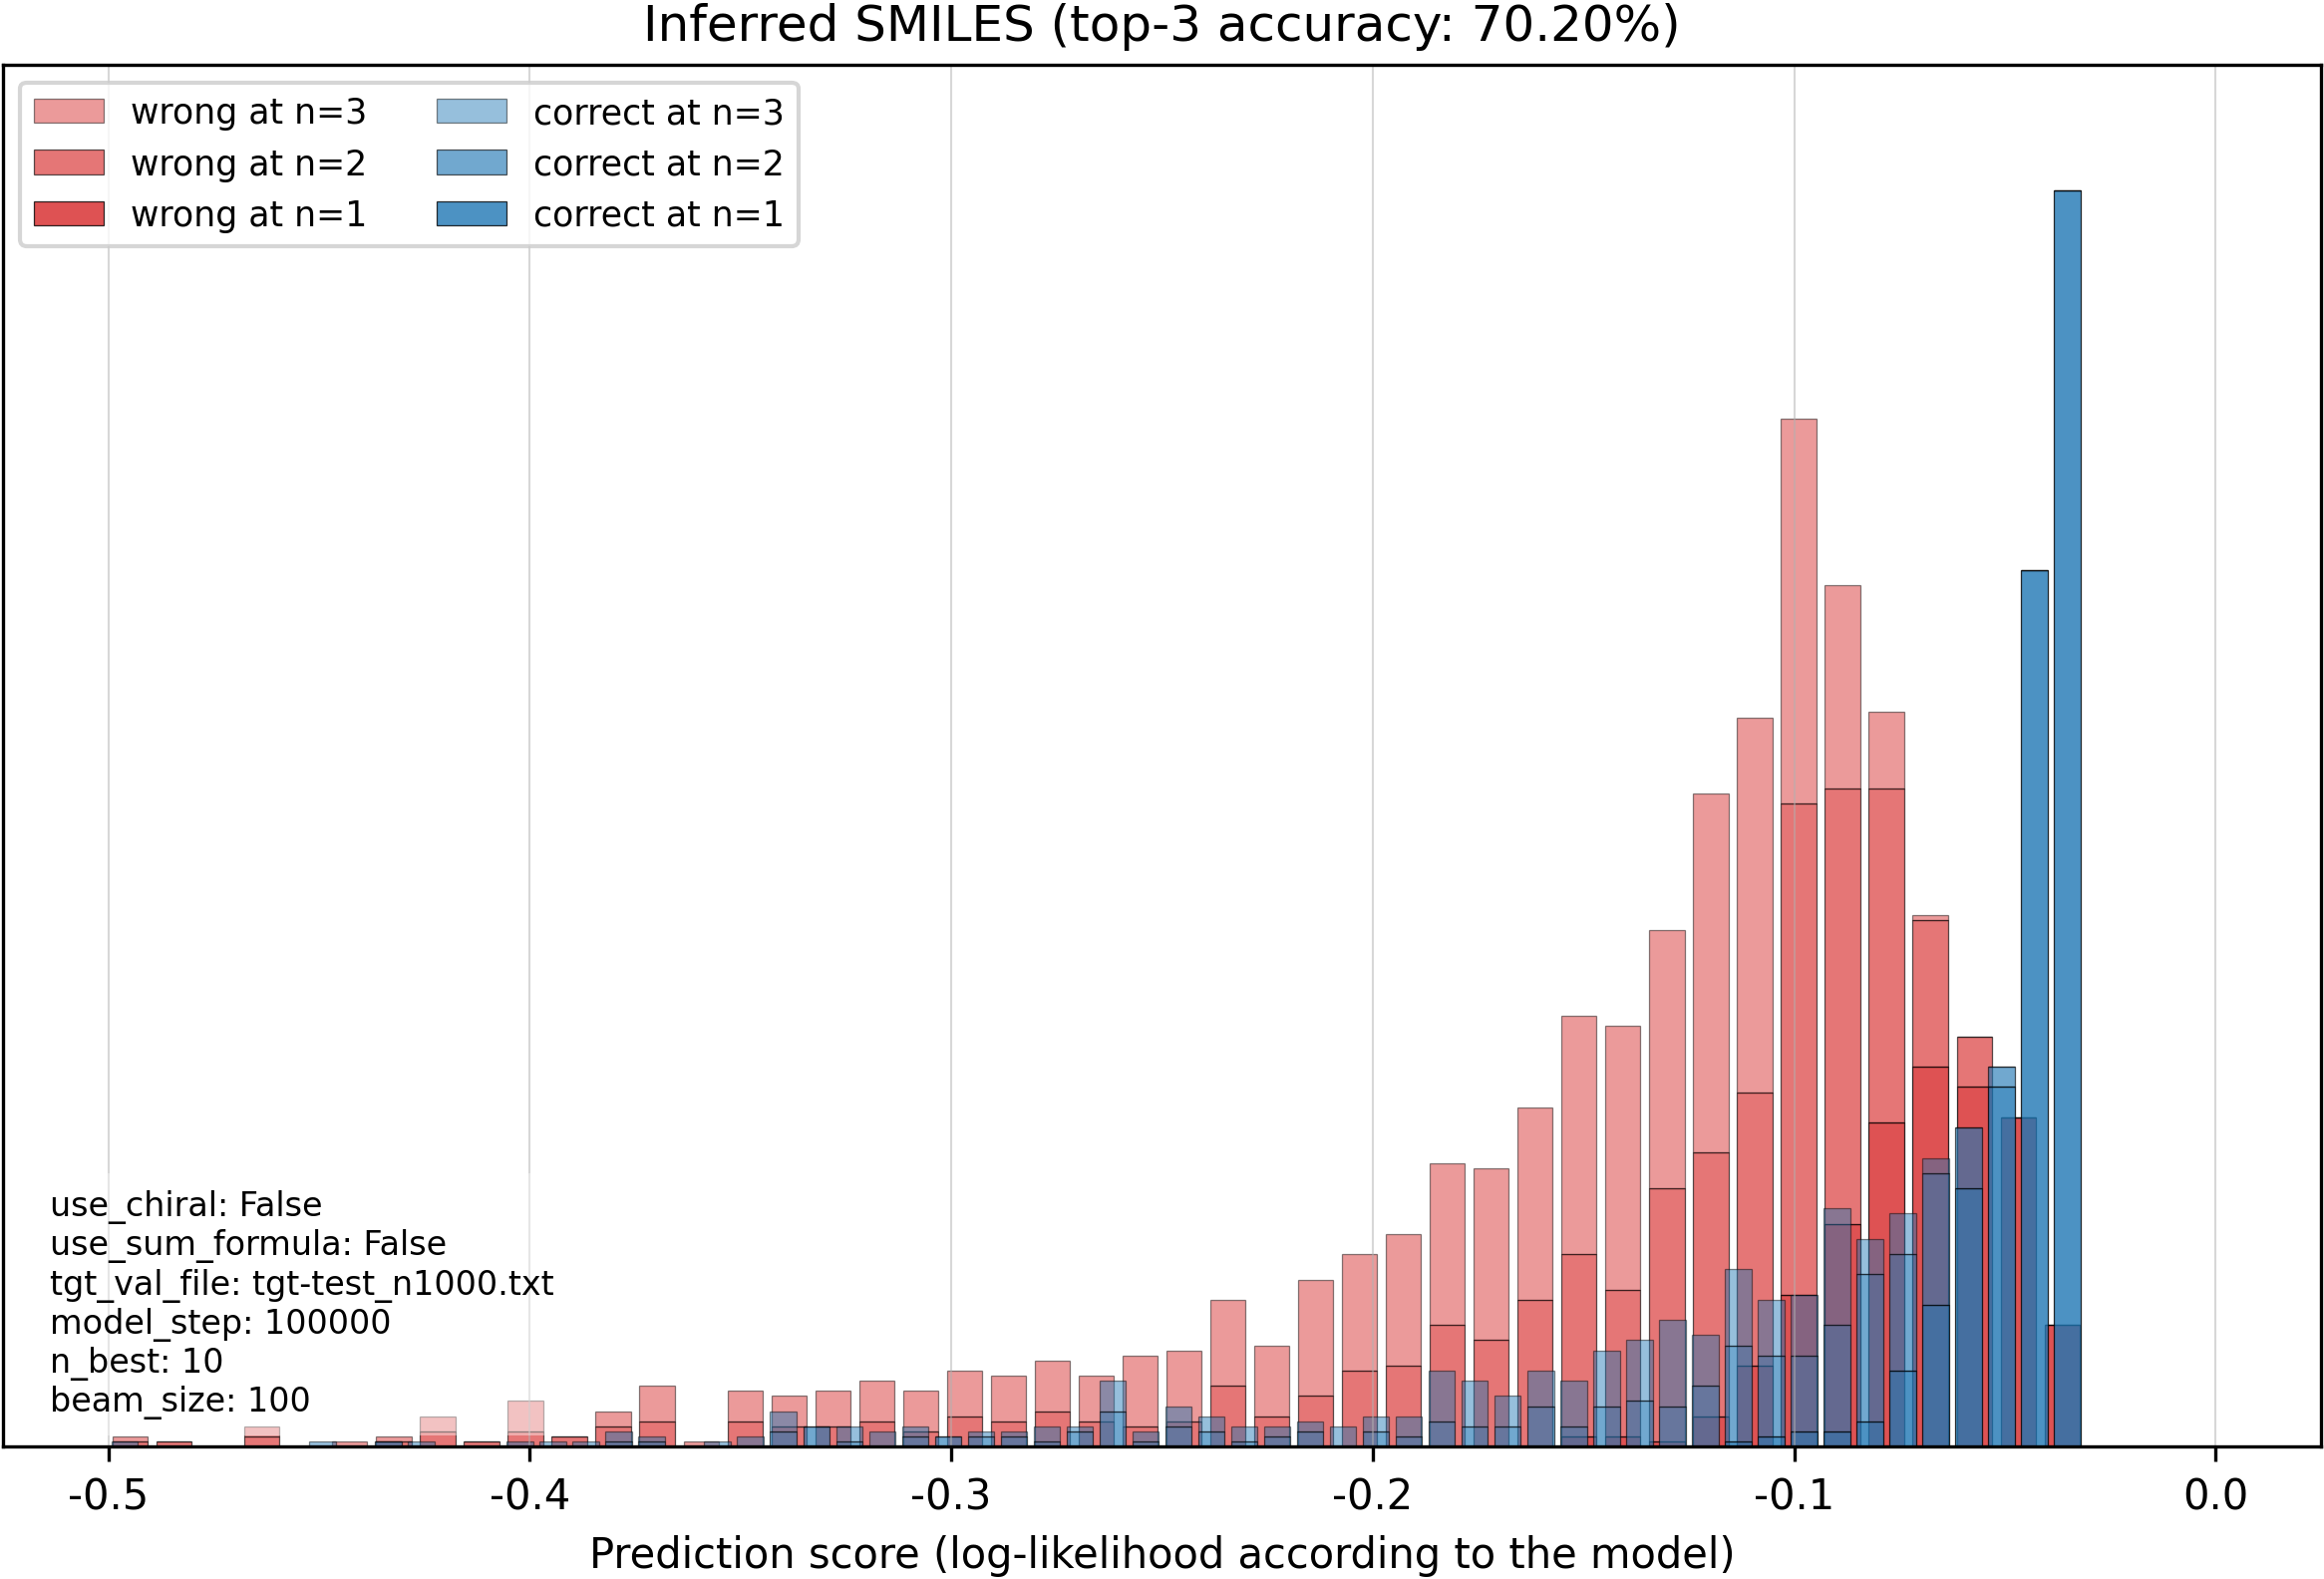 Inferred SMILES (top-3 accuracy: 70.20%)
wrong at n=3
wrong at n=2
wrong at n=1
correct at n=3
correct at n=2
correct at n=1
use_chiral: False
use_sum_formula: False
tgt_val_file: tgt-test_n1000.txt
model_step: 100000
n_best: 10
beam_size: 100
-0.5 -0.4 -0.3 -0.2 -0.1 0.0
Prediction score (log-likelihood according to the model)